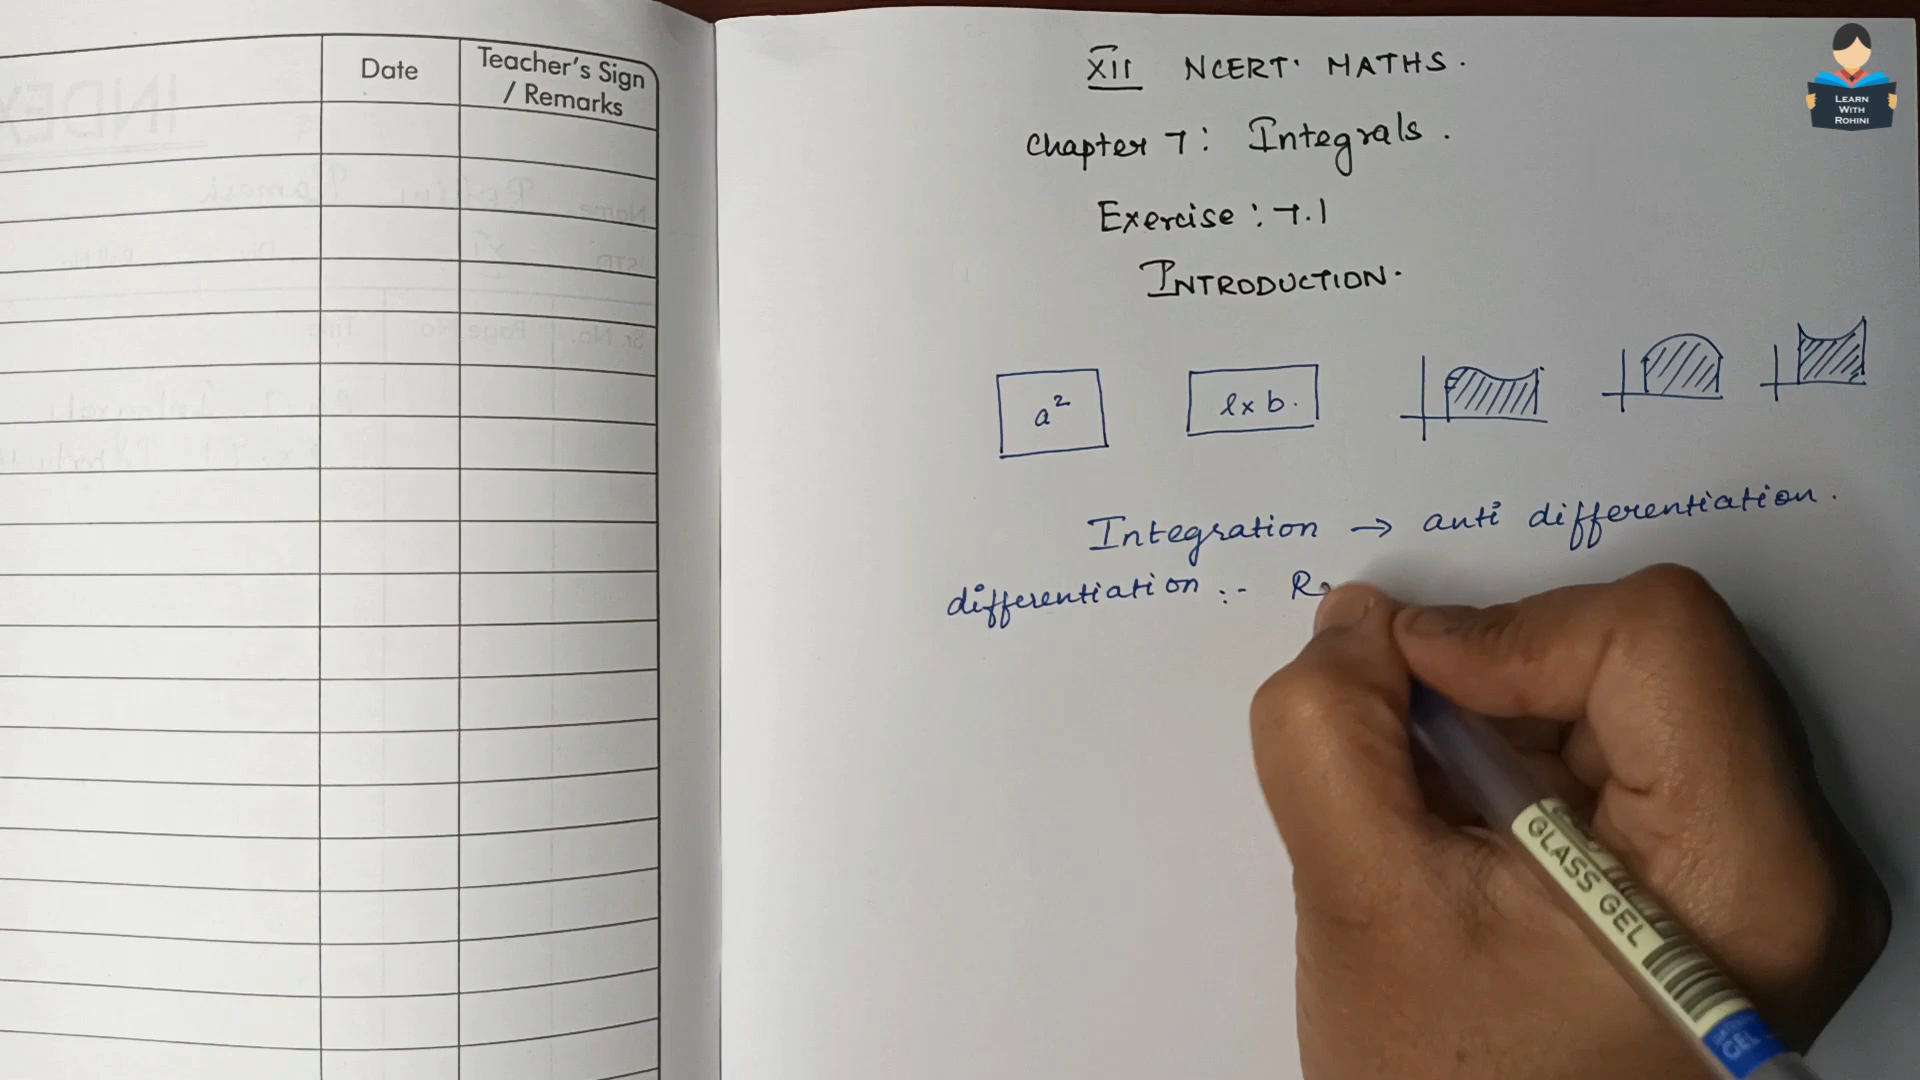 Date
Teacher's Sign
/ Remarks
XII NCERT. MATHS.
Chapter 7: Integrals.
Exercise: 7.1
INTRODUCTION.
a²
l x b.
Integration → anti differentiation.
differentiation :- R
GLASS GEL
GEL
LEARN
WITH
ROHINI